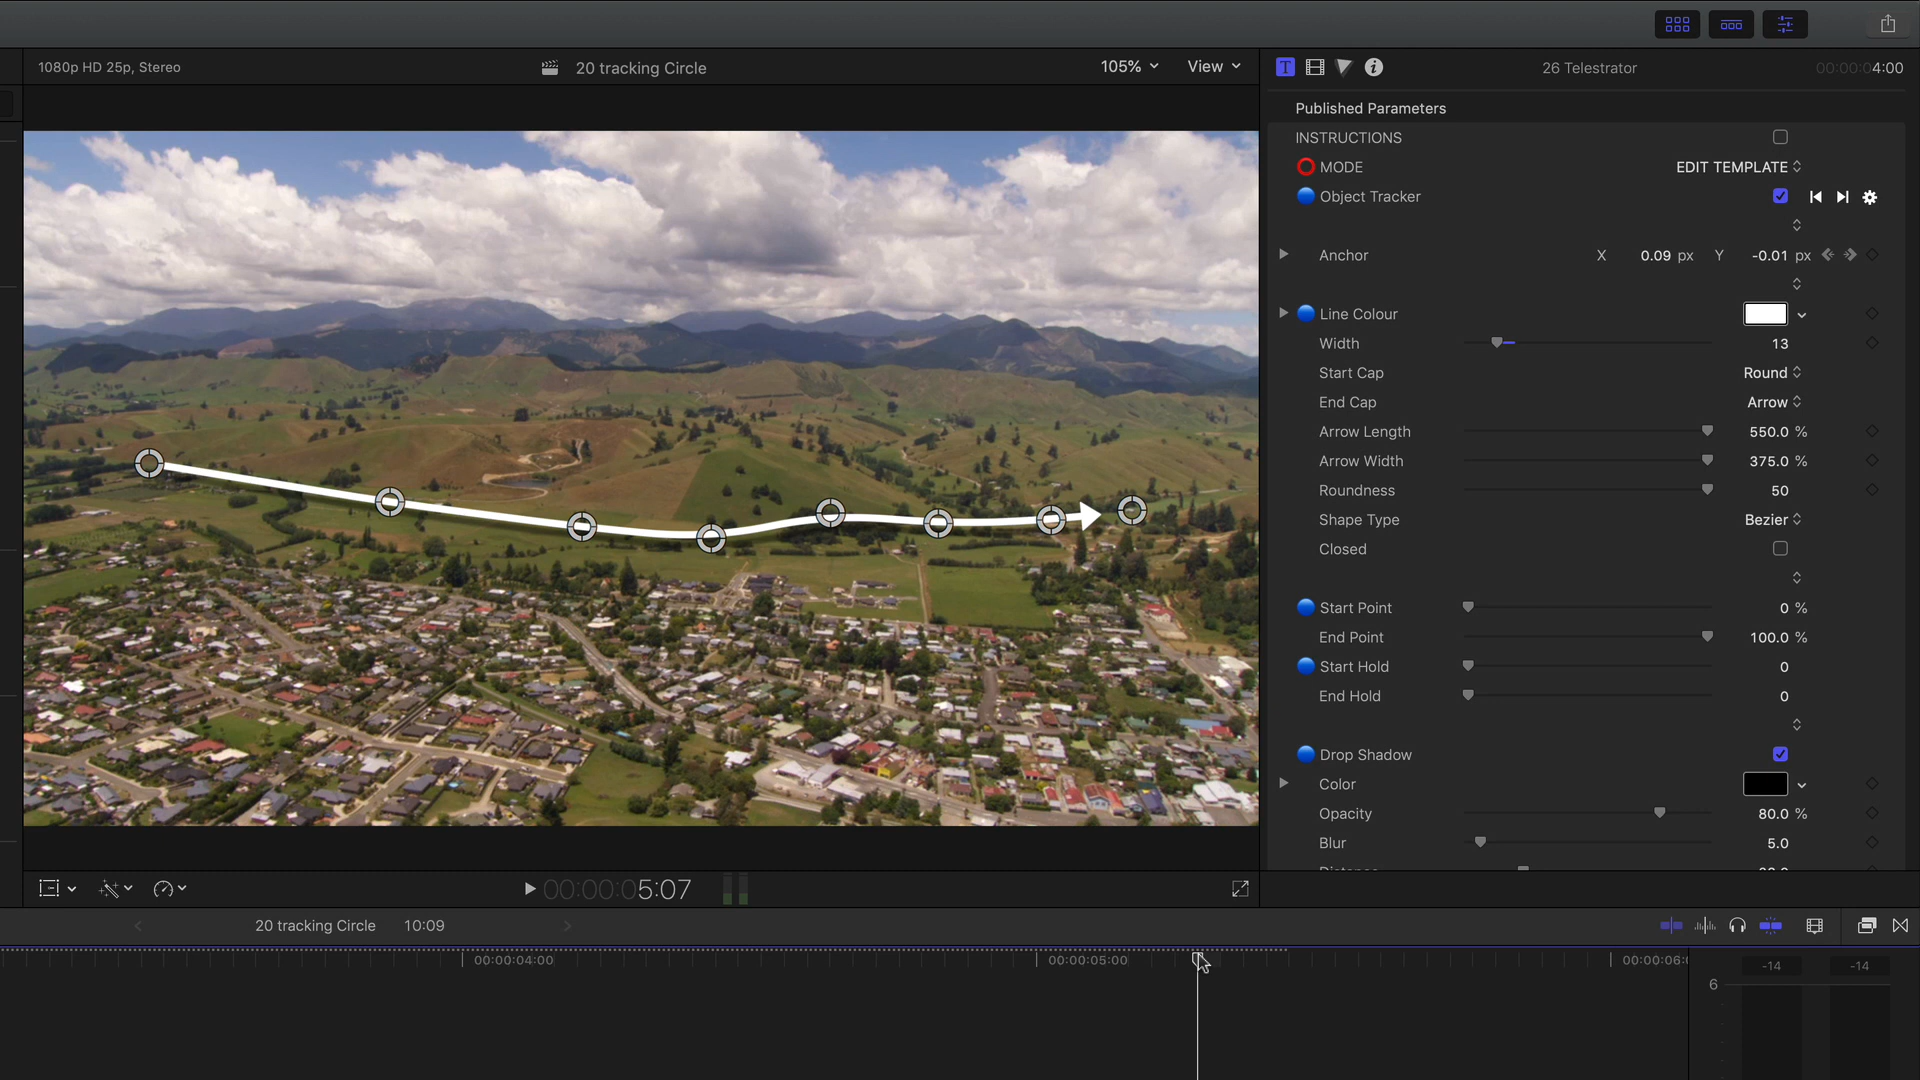 1080p HD 25p, Stereo
20 tracking Circle
105%
View
T
26 Telestrator
00:00:04:00
Published Parameters
INSTRUCTIONS
MODE
EDIT TEMPLATE
Object Tracker
Anchor
X 0.09 px Y -0.01 px
Line Colour
Width
13
Start Cap
Round
End Cap
Arrow
Arrow Length
550.0 %
Arrow Width
375.0 %
Roundness
50
Shape Type
Bezier
Closed
Start Point
0 %
End Point
100.0 %
Start Hold
0
End Hold
0
Drop Shadow
Color
Opacity
80.0 %
Blur
5.0
00:00:05:07
20 tracking Circle
10:09
00:00:04:00
00:00:05:00
-14
-14
6